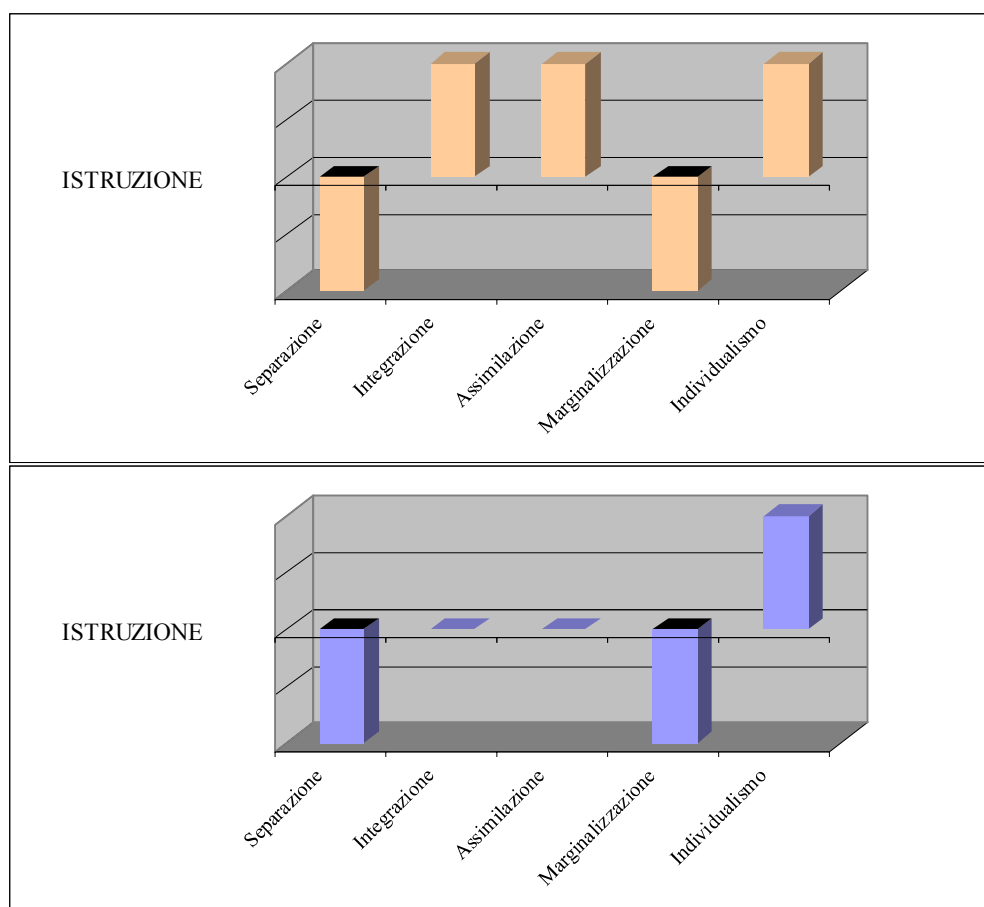 ISTRUZIONE
Separazione
Integrazione
Assimilazione
Marginalizzazione
Individualismo
ISTRUZIONE
Separazione
Integrazione
Assimilazione
Marginalizzazione
Individualismo